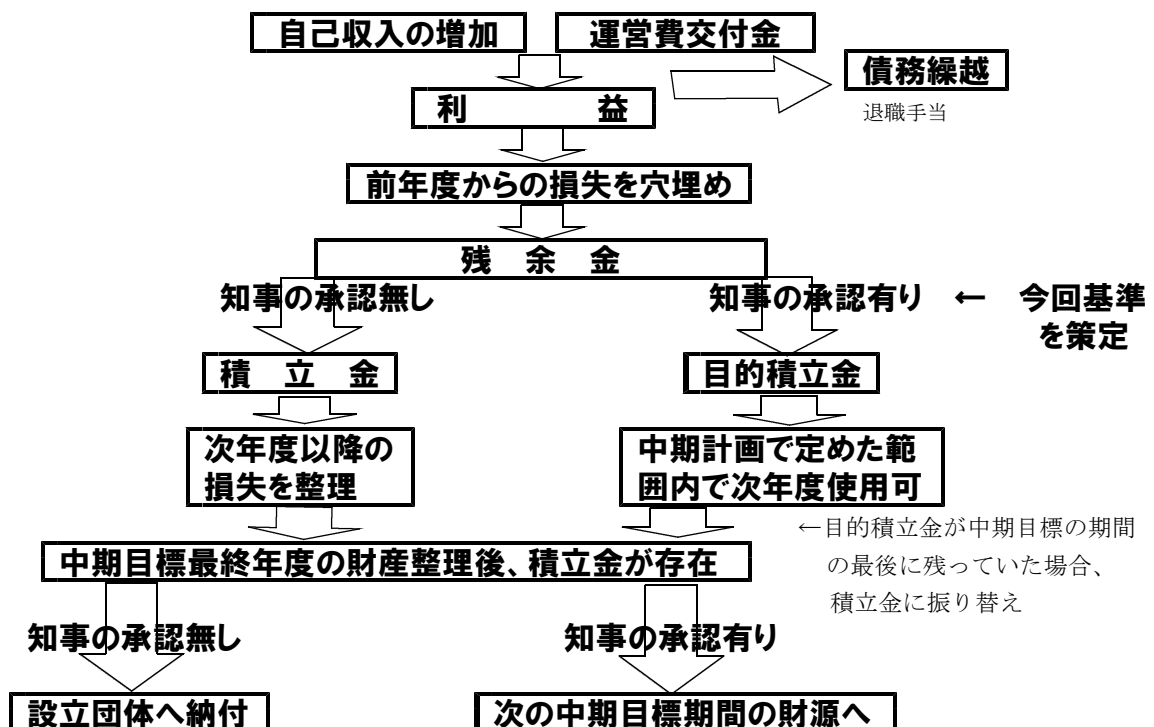 自己収入の増加
運営費交付金
債務繰越
退職手当
利　　　　益
前年度からの損失を穴埋め
残　余　金
知事の承認無し
知事の承認有り　←　今回基準
を策定
積　立　金
目的積立金
次年度以降の
損失を整理
中期計画で定めた範
囲内で次年度使用可
←目的積立金が中期目標の期間
の最後に残っていた場合、
積立金に振り替え
中期目標最終年度の財産整理後、積立金が存在
知事の承認無し
知事の承認有り
設立団体へ納付
次の中期目標期間の財源へ